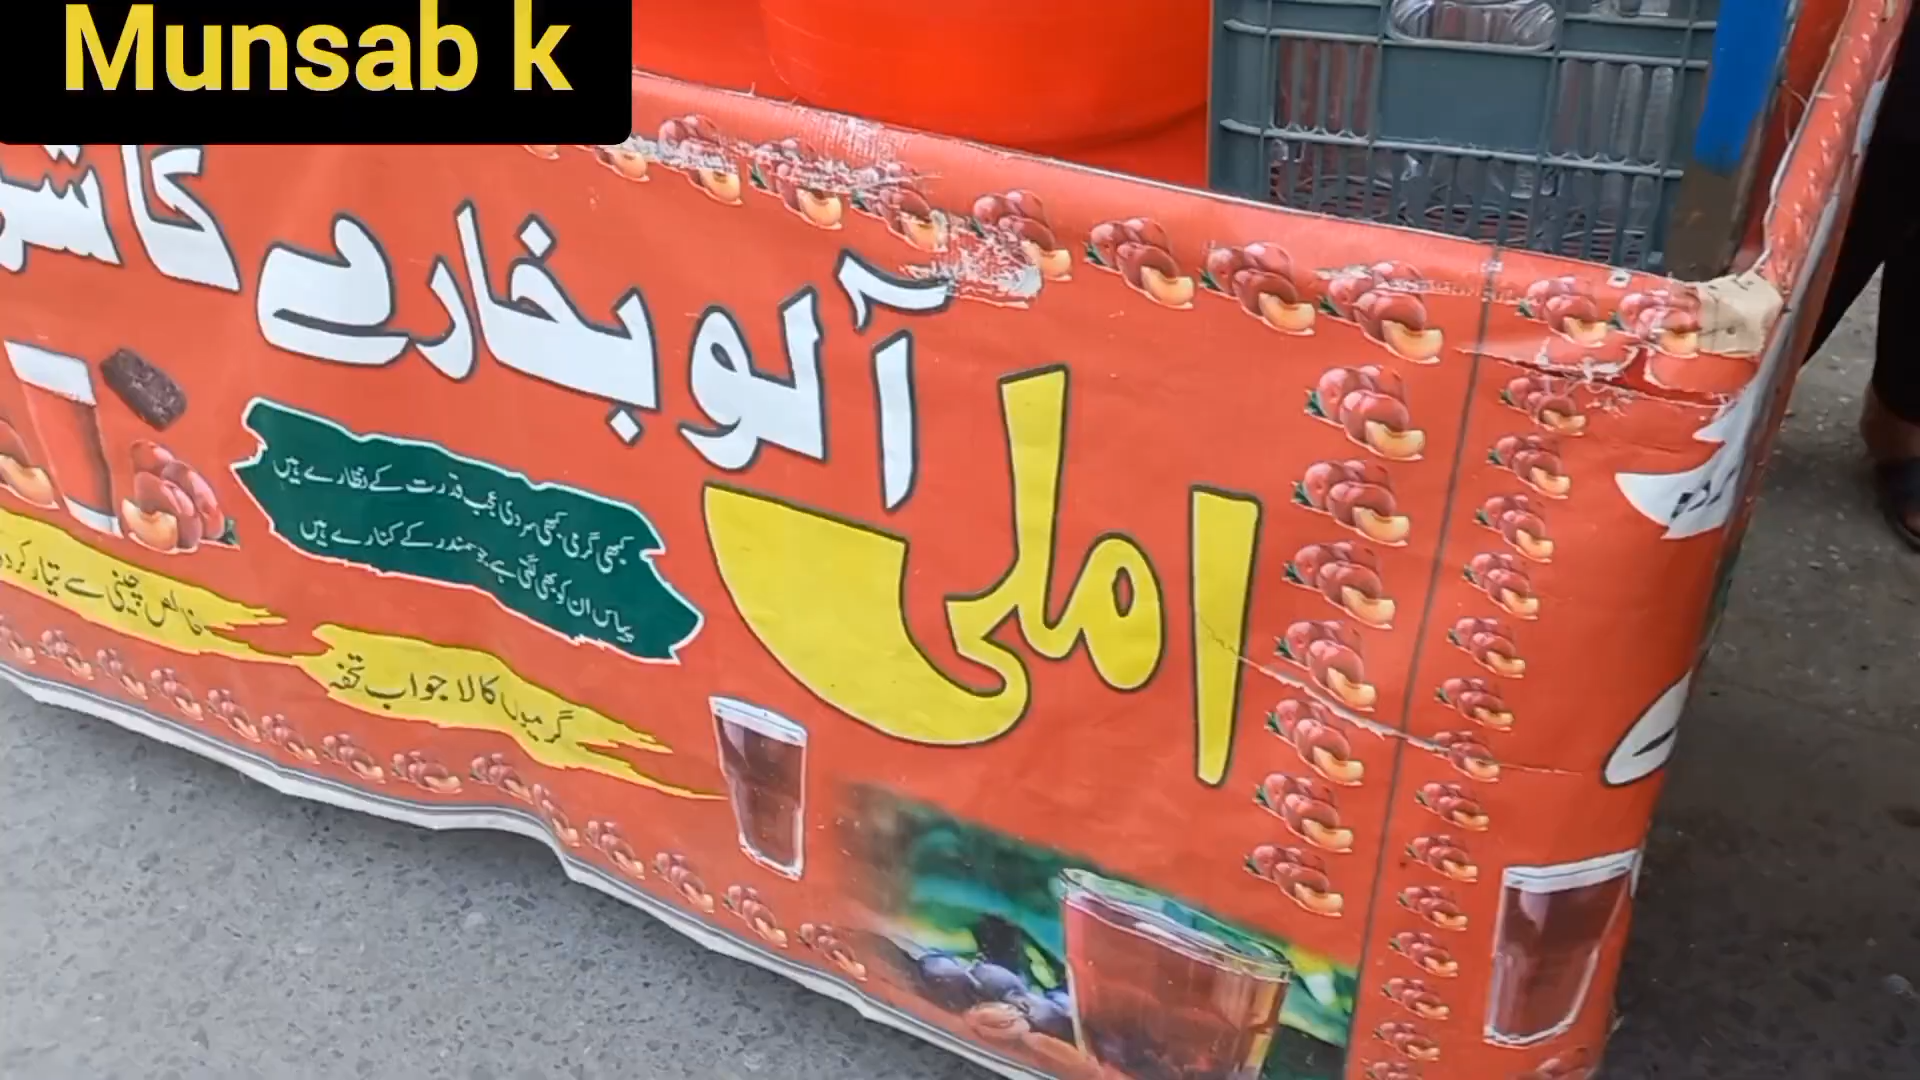 Munsab k
املی
آلو بخارے کا
کبھی گرمی کبھی سردی عجب قدرت کے نظارے ہیں
پیاس ان کو بھی لگتی ہے جو سمندر کے کنارے ہیں
خالص چینی سے تیار کردہ
گرمیوں کا لاجواب تحفہ